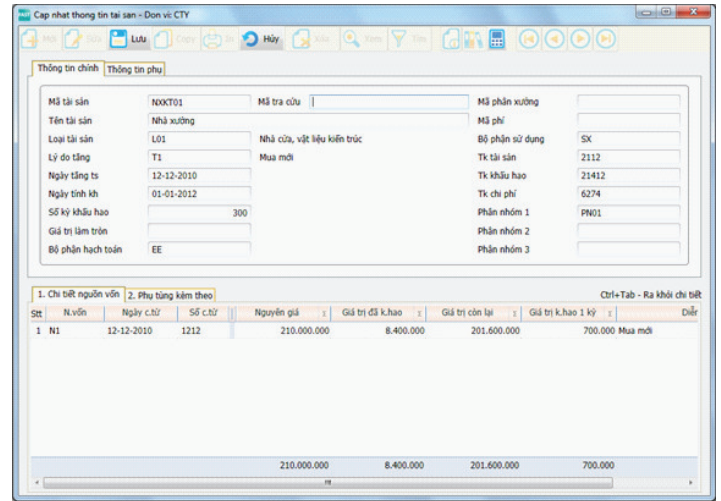 FAST Cap nhat thong tin tai san - Don vi: CTY
Mới Sửa Lưu Copy In Hủy Xóa Xem Tìm
Thông tin chính Thông tin phụ
Mã tài sản NXKT01 Mã tra cứu Mã phân xưởng
Tên tài sản Nhà xưởng Mã phí
Loại tài sản L01 Nhà cửa, vật liệu kiến trúc Bộ phận sử dụng SX
Lý do tăng T1 Mua mới Tk tài sản 2112
Ngày tăng ts 12-12-2010 Tk khấu hao 21412
Ngày tính kh 01-01-2012 Tk chi phí 6274
Số kỳ khấu hao 300 Phân nhóm 1 PN01
Giá trị làm tròn Phân nhóm 2
Bộ phận hạch toán EE Phân nhóm 3
1. Chi tiết nguồn vốn 2. Phụ tùng kèm theo Ctrl+Tab - Ra khỏi chi tiết
Stt N.vốn Ngày c.từ Số c.từ Nguyên giá Σ Giá trị đã k.hao Σ Giá trị còn lại Σ Giá trị k.hao 1 kỳ Σ Diễn
1 N1 12-12-2010 1212 210.000.000 8.400.000 201.600.000 700.000 Mua mới
210.000.000 8.400.000 201.600.000 700.000